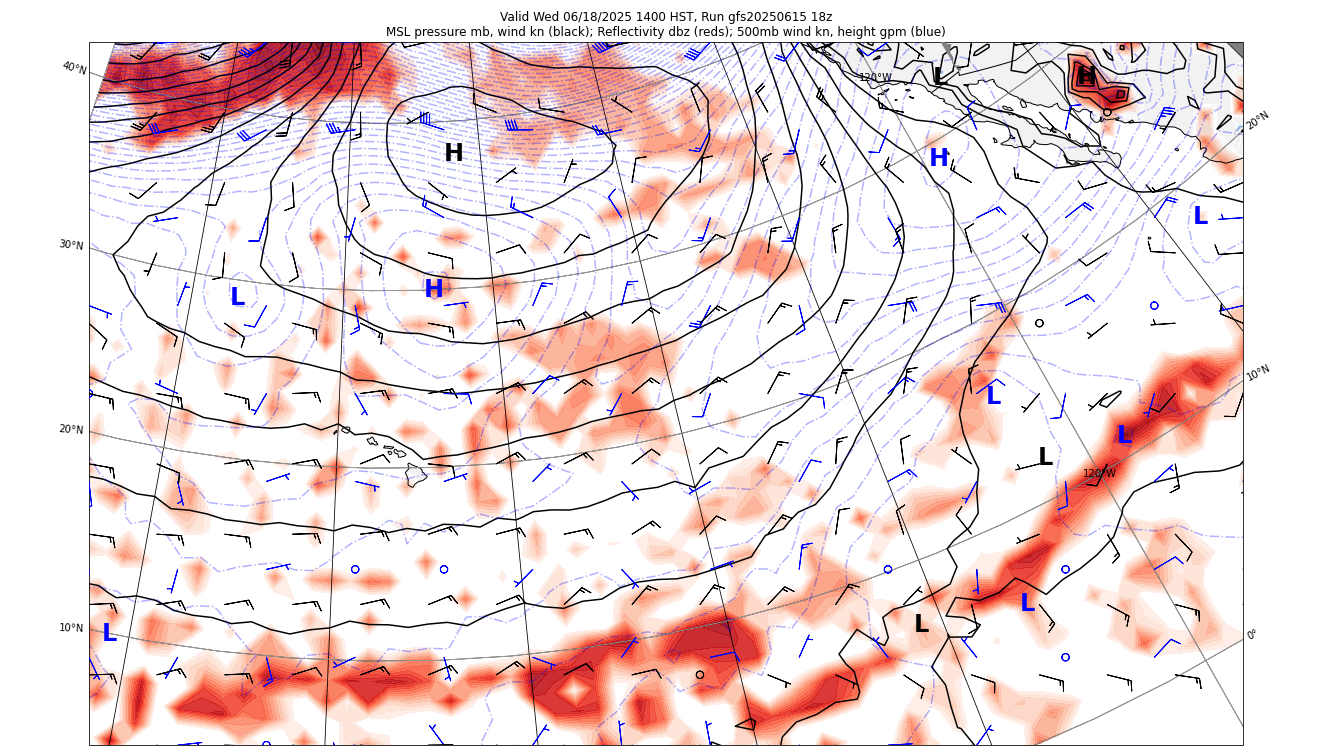 Valid Wed 06/18/2025 1400 HST, Run gfs20250615 18z
MSL pressure mb, wind kn (black); Reflectivity dbz (reds); 500mb wind kn, height gpm (blue)
40°N
120°W
L
H
20°N
H
H
L
30°N
L
H
10°N
L
20°N
L
L
120°W
10°N
L
L
L
0°